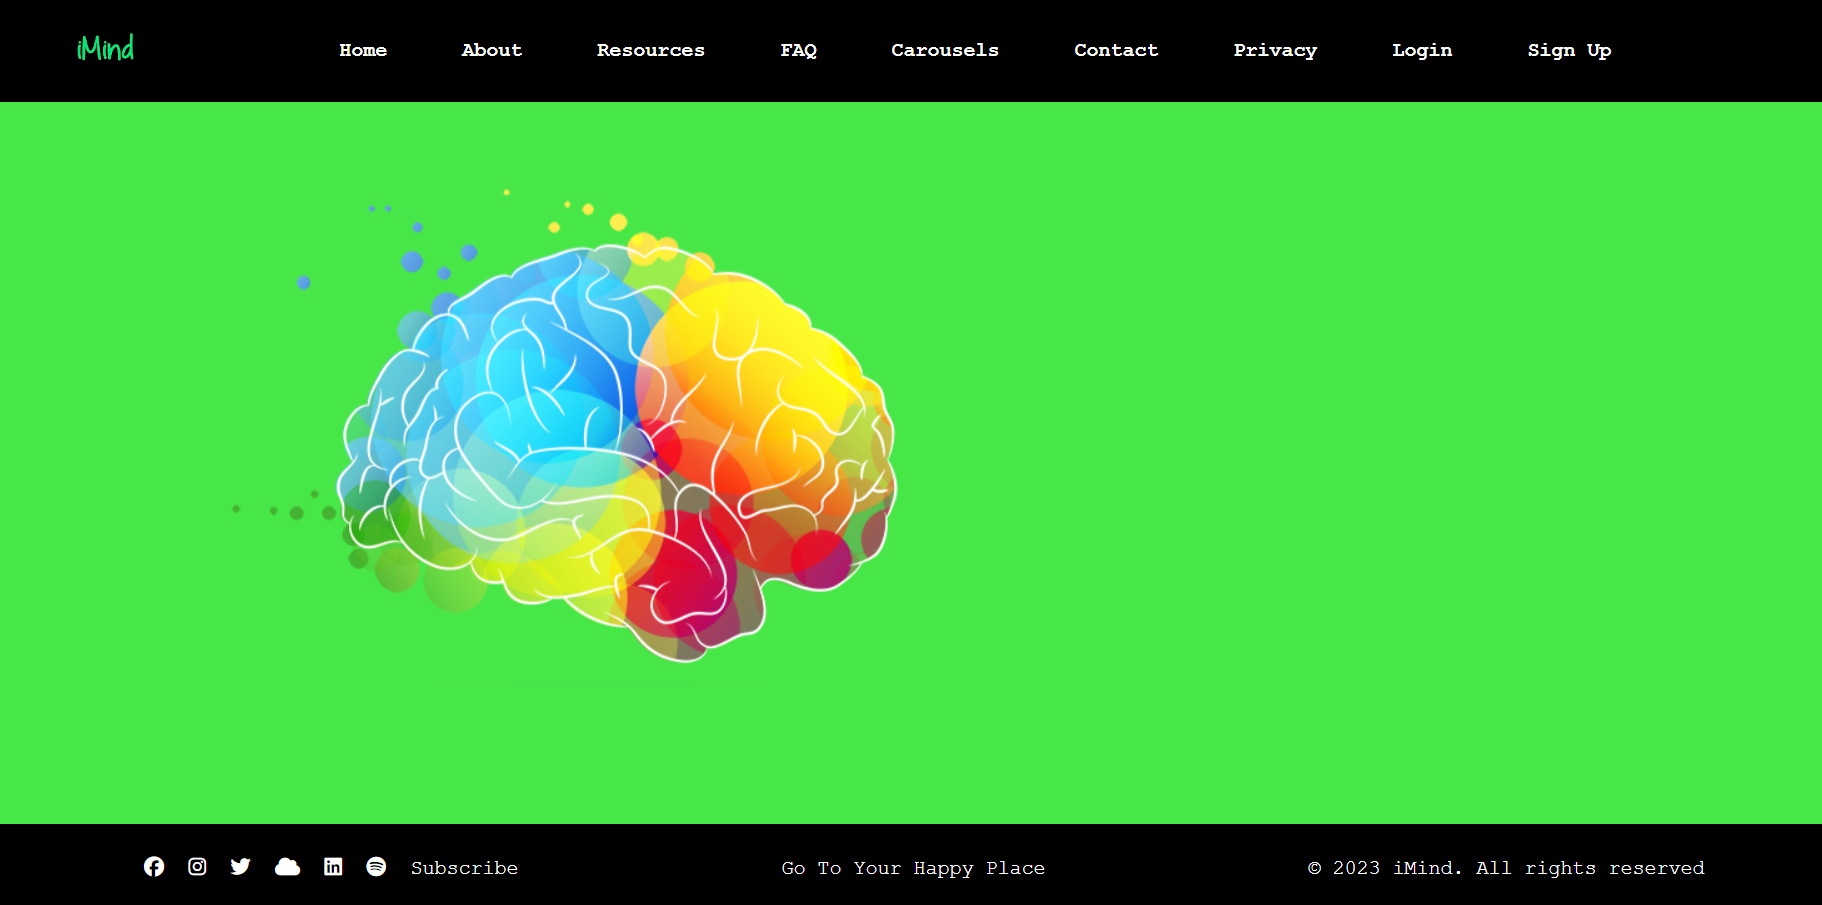 iMind
Home About Resources FAQ Carousels Contact Privacy Login Sign Up
Subscribe Go To Your Happy Place © 2023 iMind. All rights reserved